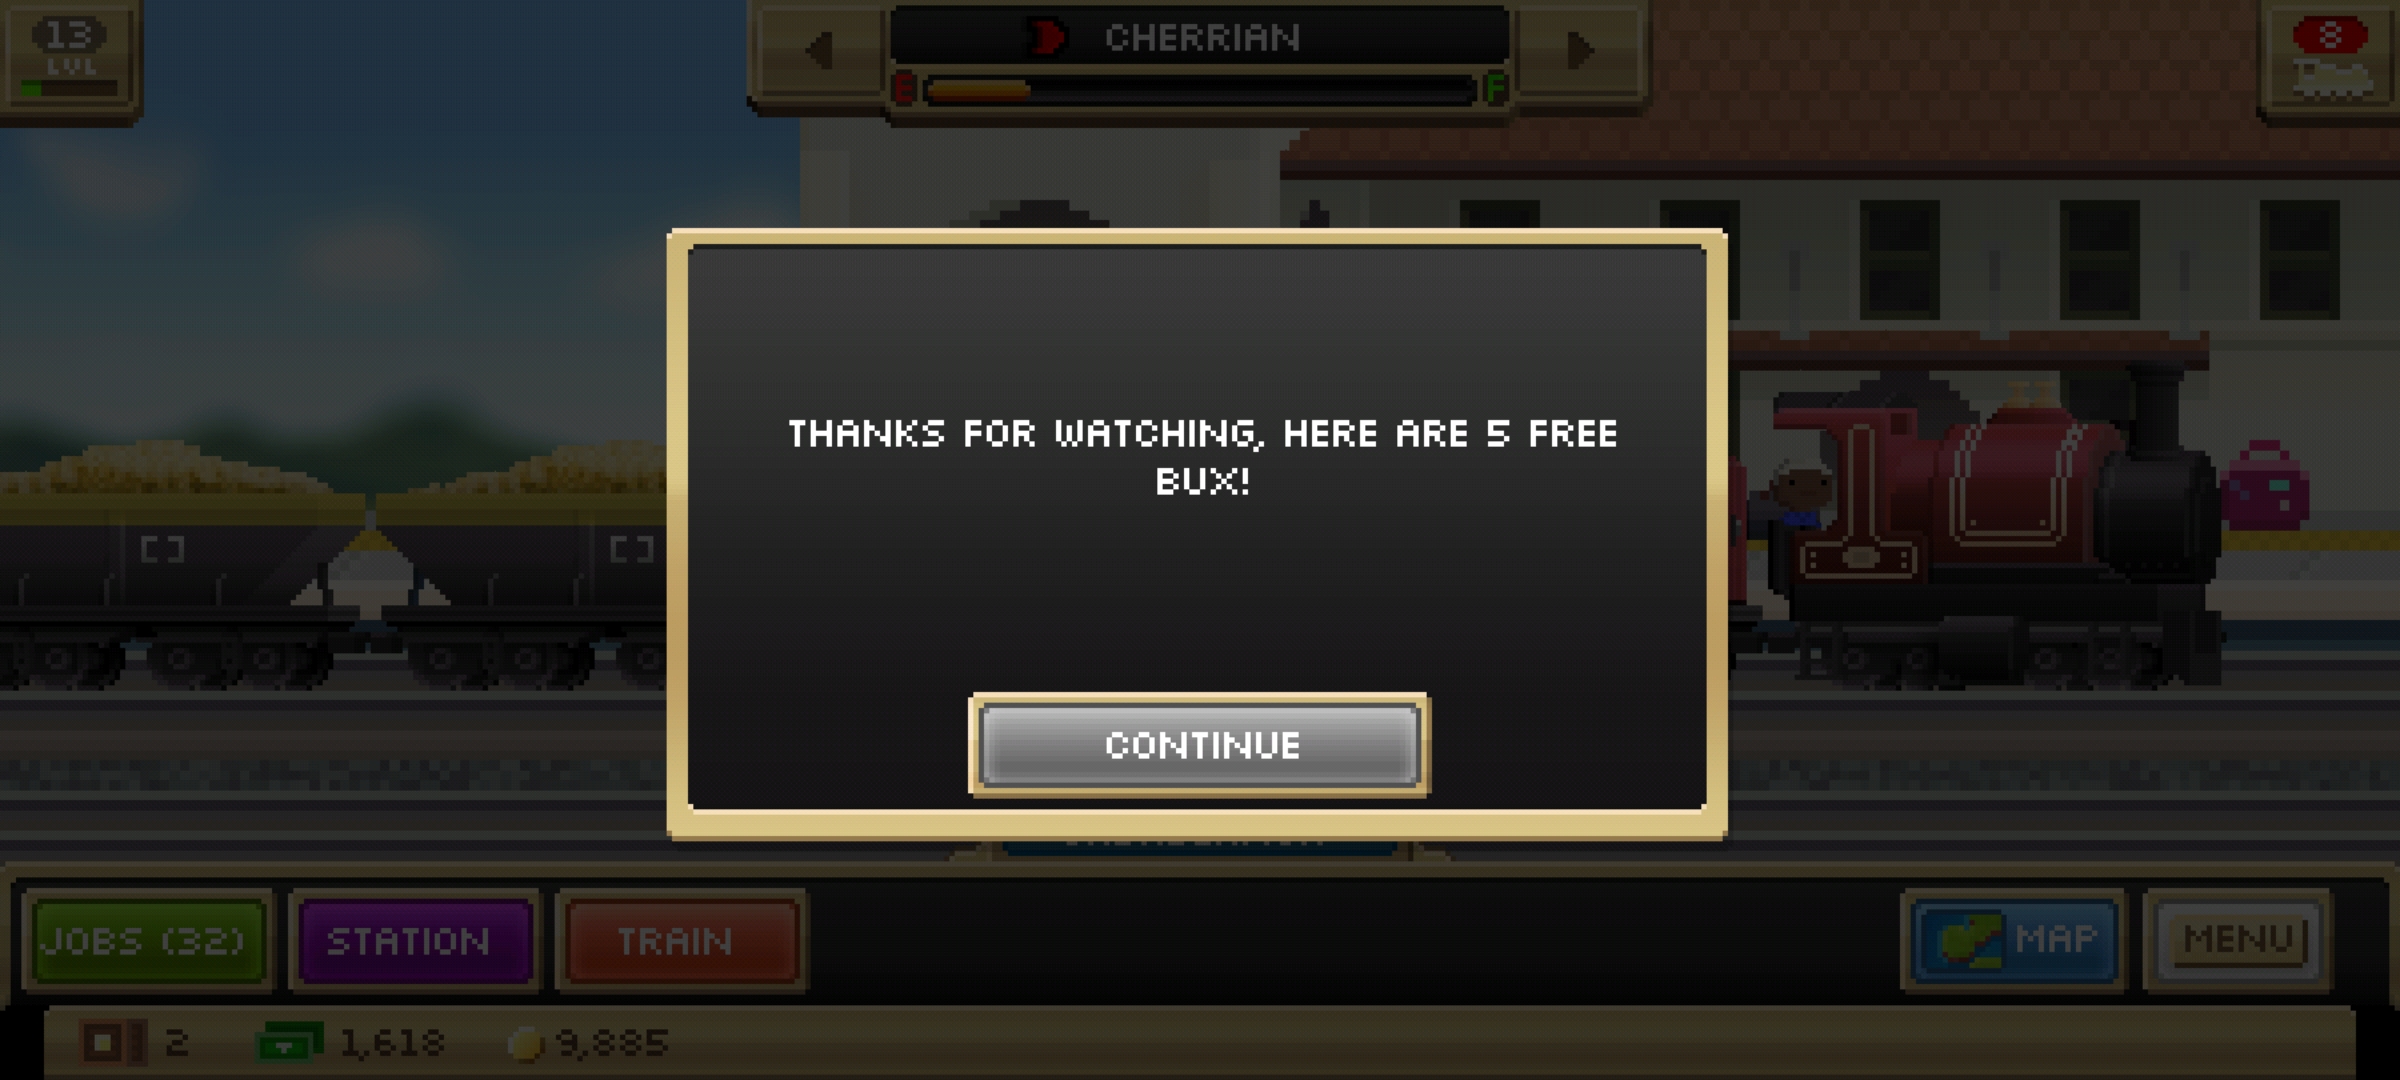 13
LVL
CHERRIAN
E
F
8
THANKS FOR WATCHING, HERE ARE 5 FREE
BUX!
CONTINUE
JOBS (32)
STATION
TRAIN
MAP
MENU
2
1,618
9,885